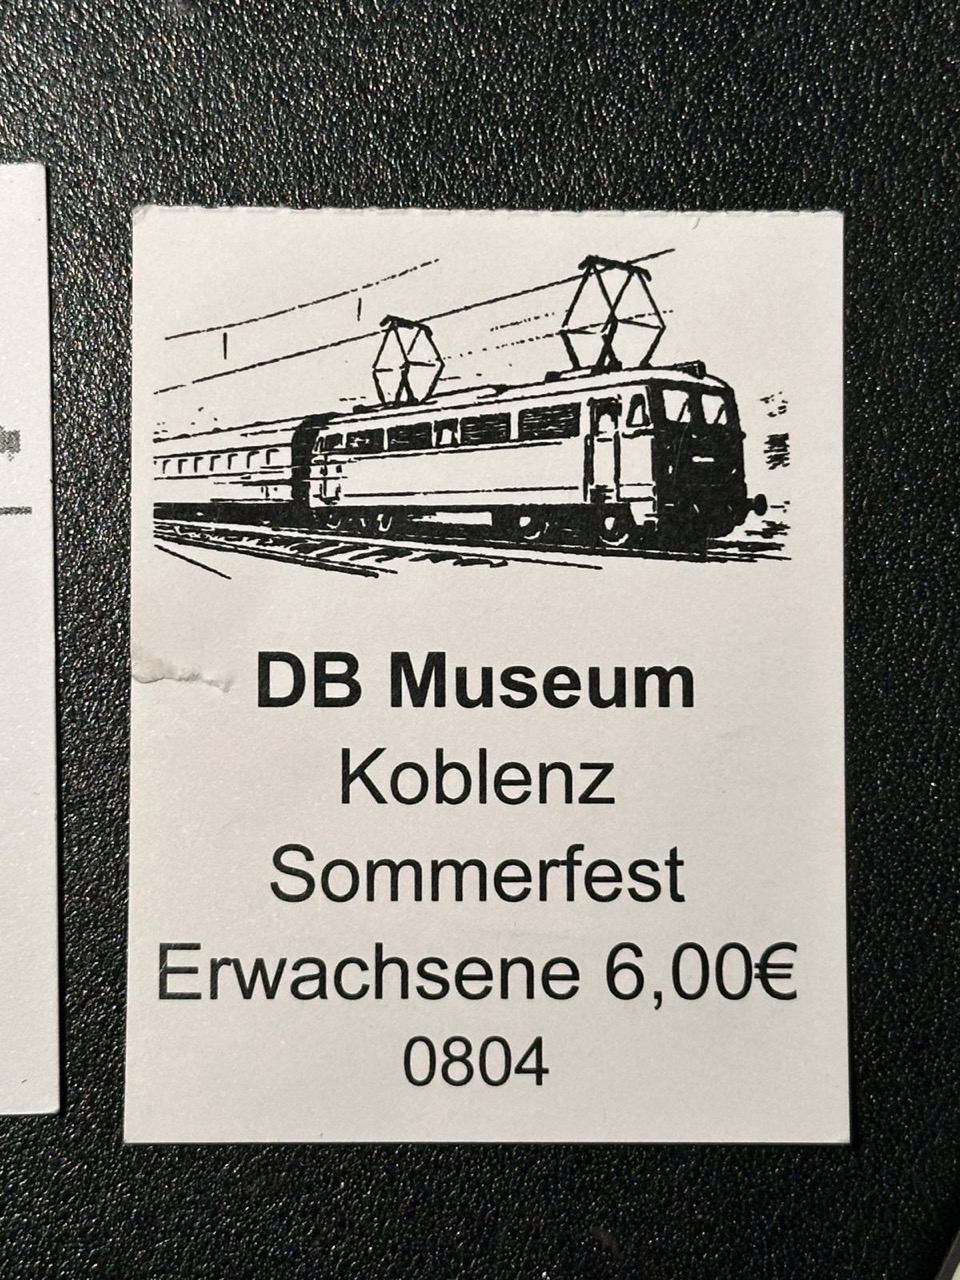 DB Museum
Koblenz
Sommerfest
Erwachsene 6,00€
0804